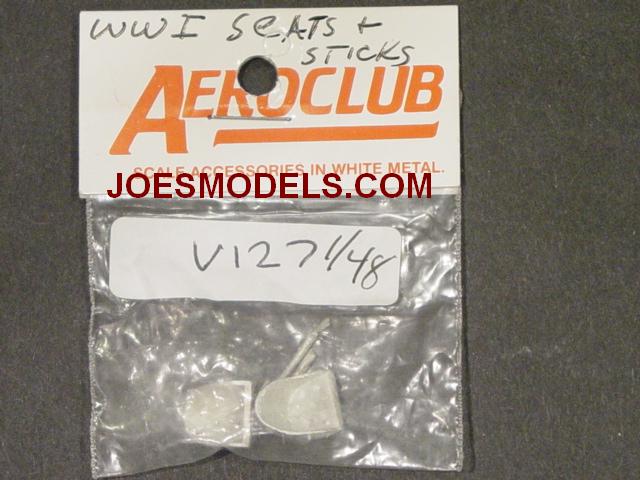 WWI SEATS +
STICKS
AEROCLUB
SCALE ACCESSORIES IN WHITE METAL.
JOESMODELS.COM
V127 1/48